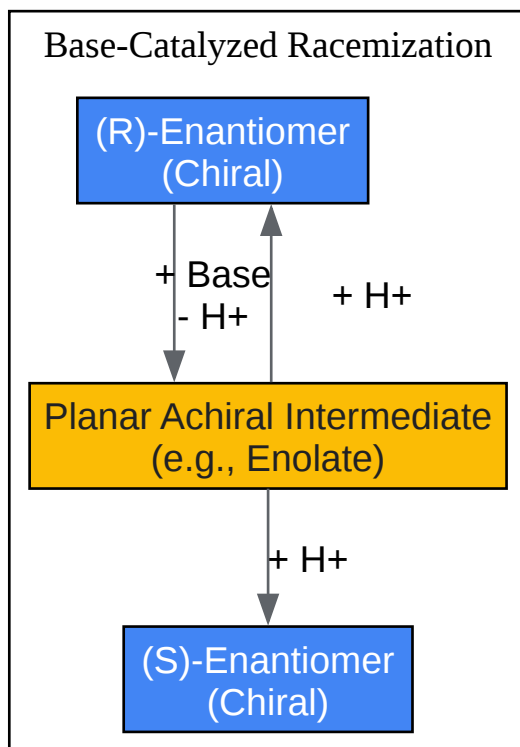 Base-Catalyzed Racemization
(R)-Enantiomer
(Chiral)
+ Base
- H+
+ H+
Planar Achiral Intermediate
(e.g., Enolate)
+ H+
(S)-Enantiomer
(Chiral)